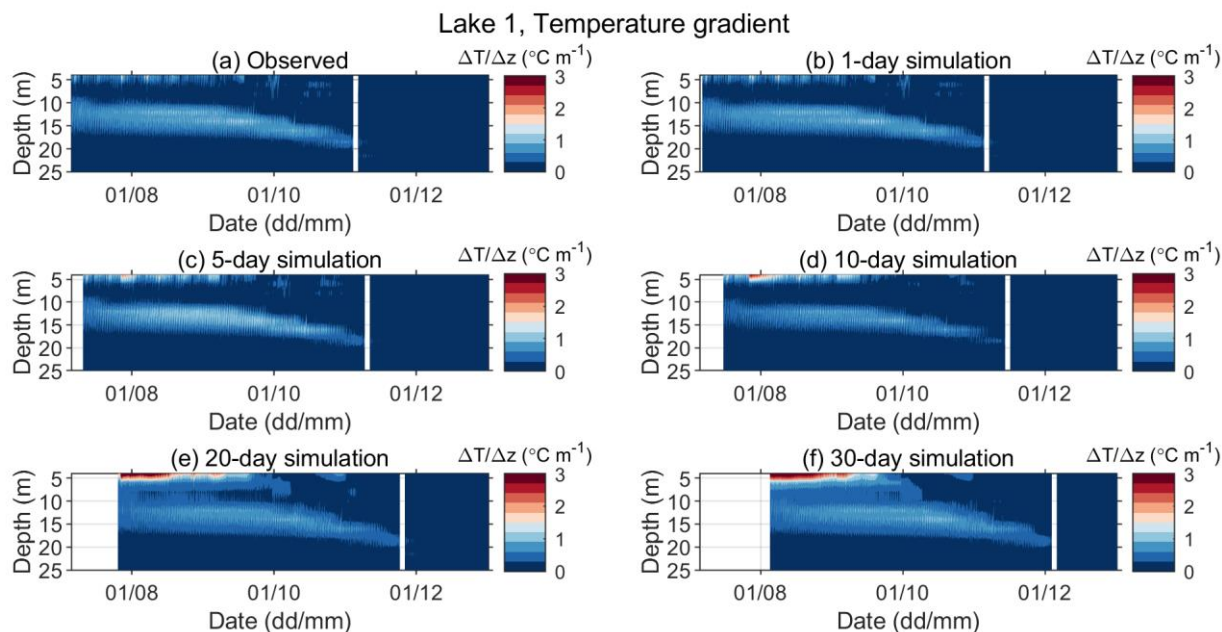 Lake 1, Temperature gradient
(a) Observed
ΔT/Δz (°C m⁻¹)
Depth (m)
5
10
15
20
25
01/08
01/10
01/12
Date (dd/mm)
3
2
1
0
(b) 1-day simulation
ΔT/Δz (°C m⁻¹)
Depth (m)
5
10
15
20
25
01/08
01/10
01/12
Date (dd/mm)
3
2
1
0
(c) 5-day simulation
ΔT/Δz (°C m⁻¹)
Depth (m)
5
10
15
20
25
01/08
01/10
01/12
Date (dd/mm)
3
2
1
0
(d) 10-day simulation
ΔT/Δz (°C m⁻¹)
Depth (m)
5
10
15
20
25
01/08
01/10
01/12
Date (dd/mm)
3
2
1
0
(e) 20-day simulation
ΔT/Δz (°C m⁻¹)
Depth (m)
5
10
15
20
25
01/08
01/10
01/12
Date (dd/mm)
3
2
1
0
(f) 30-day simulation
ΔT/Δz (°C m⁻¹)
Depth (m)
5
10
15
20
25
01/08
01/10
01/12
Date (dd/mm)
3
2
1
0